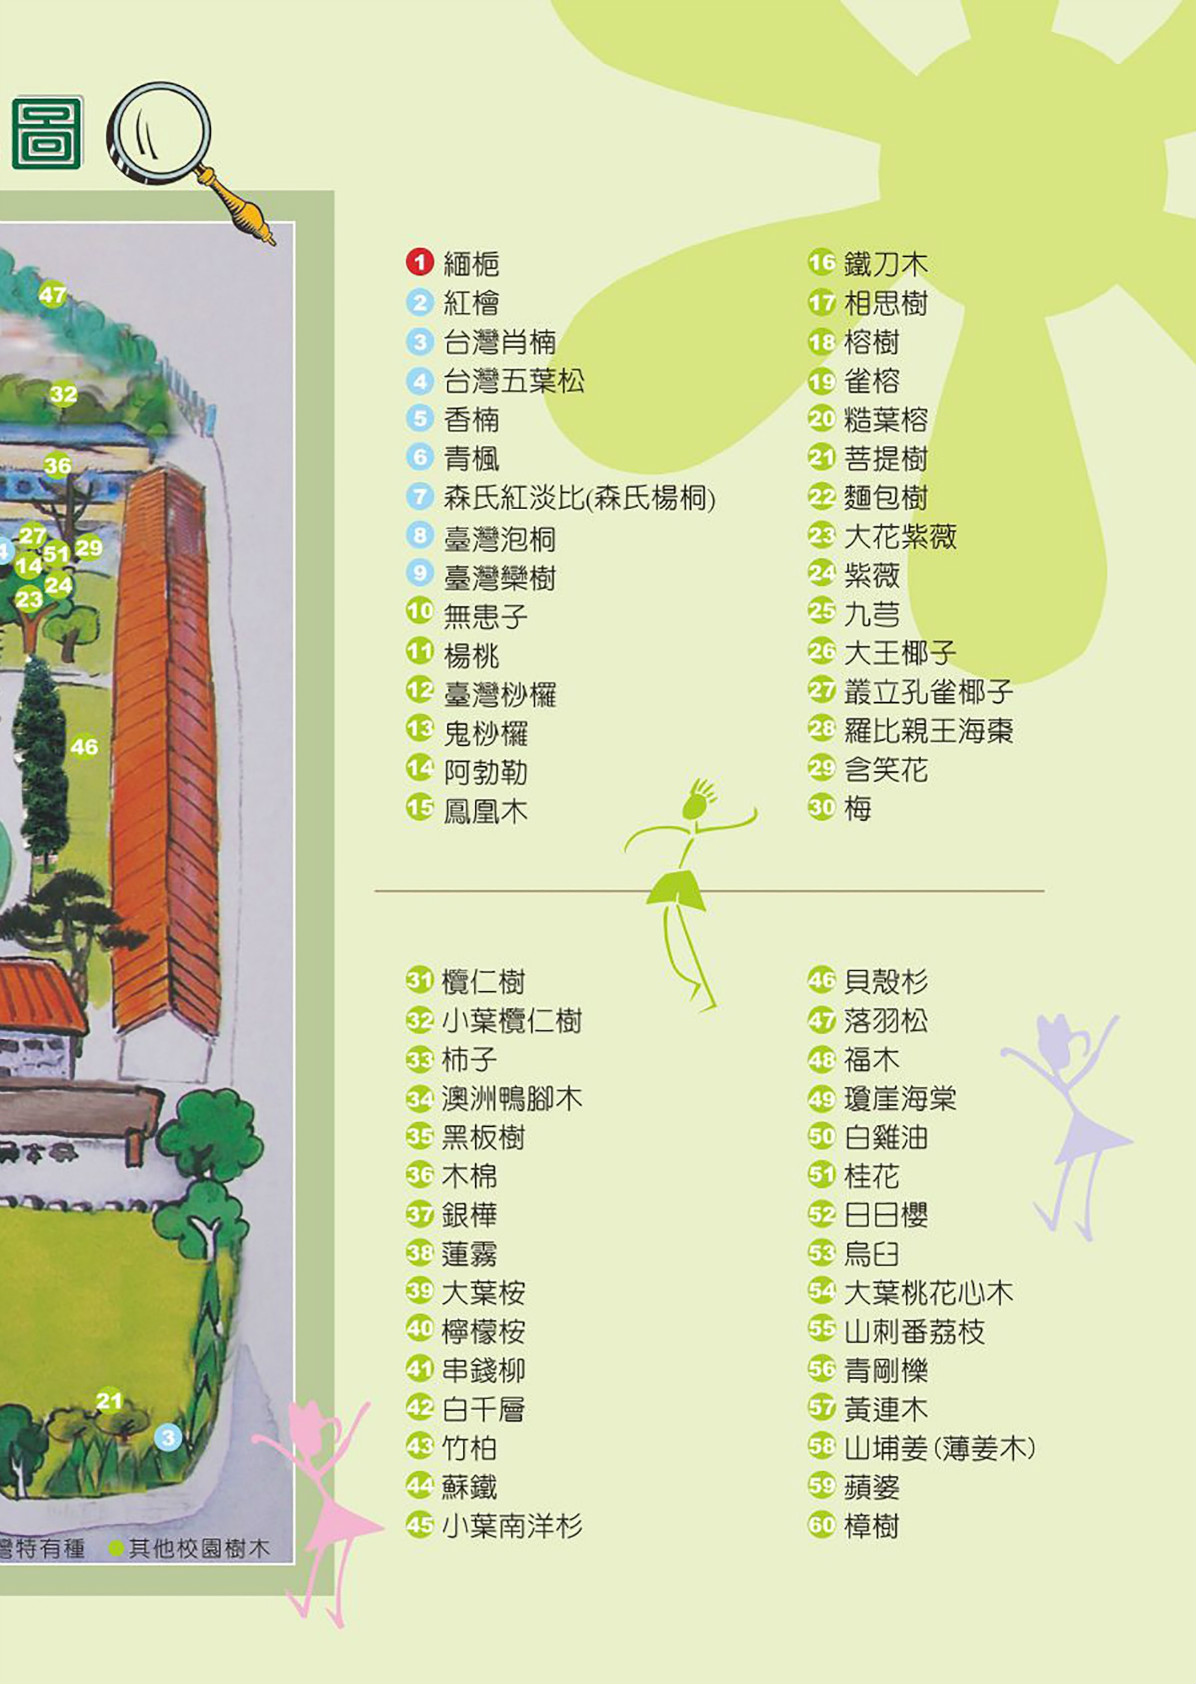 圖
47
32
36
27
4
51
29
14
24
23
46
21
3
灣特有種
其他校園樹木
1 緬梔
2 紅檜
3 台灣肖楠
4 台灣五葉松
5 香楠
6 青楓
7 森氏紅淡比(森氏楊桐)
8 臺灣泡桐
9 臺灣欒樹
10 無患子
11 楊桃
12 臺灣桫欏
13 鬼桫欏
14 阿勃勒
15 鳳凰木
16 鐵刀木
17 相思樹
18 榕樹
19 雀榕
20 糙葉榕
21 菩提樹
22 麵包樹
23 大花紫薇
24 紫薇
25 九芎
26 大王椰子
27 叢立孔雀椰子
28 羅比親王海棗
29 含笑花
30 梅
31 欖仁樹
32 小葉欖仁樹
33 柿子
34 澳洲鴨腳木
35 黑板樹
36 木棉
37 銀樺
38 蓮霧
39 大葉桉
40 檸檬桉
41 串錢柳
42 白千層
43 竹柏
44 蘇鐵
45 小葉南洋杉
46 貝殼杉
47 落羽松
48 福木
49 瓊崖海棠
50 白雞油
51 桂花
52 日日櫻
53 烏臼
54 大葉桃花心木
55 山刺番荔枝
56 青剛櫟
57 黃連木
58 山埔姜(薄姜木)
59 蘋婆
60 樟樹